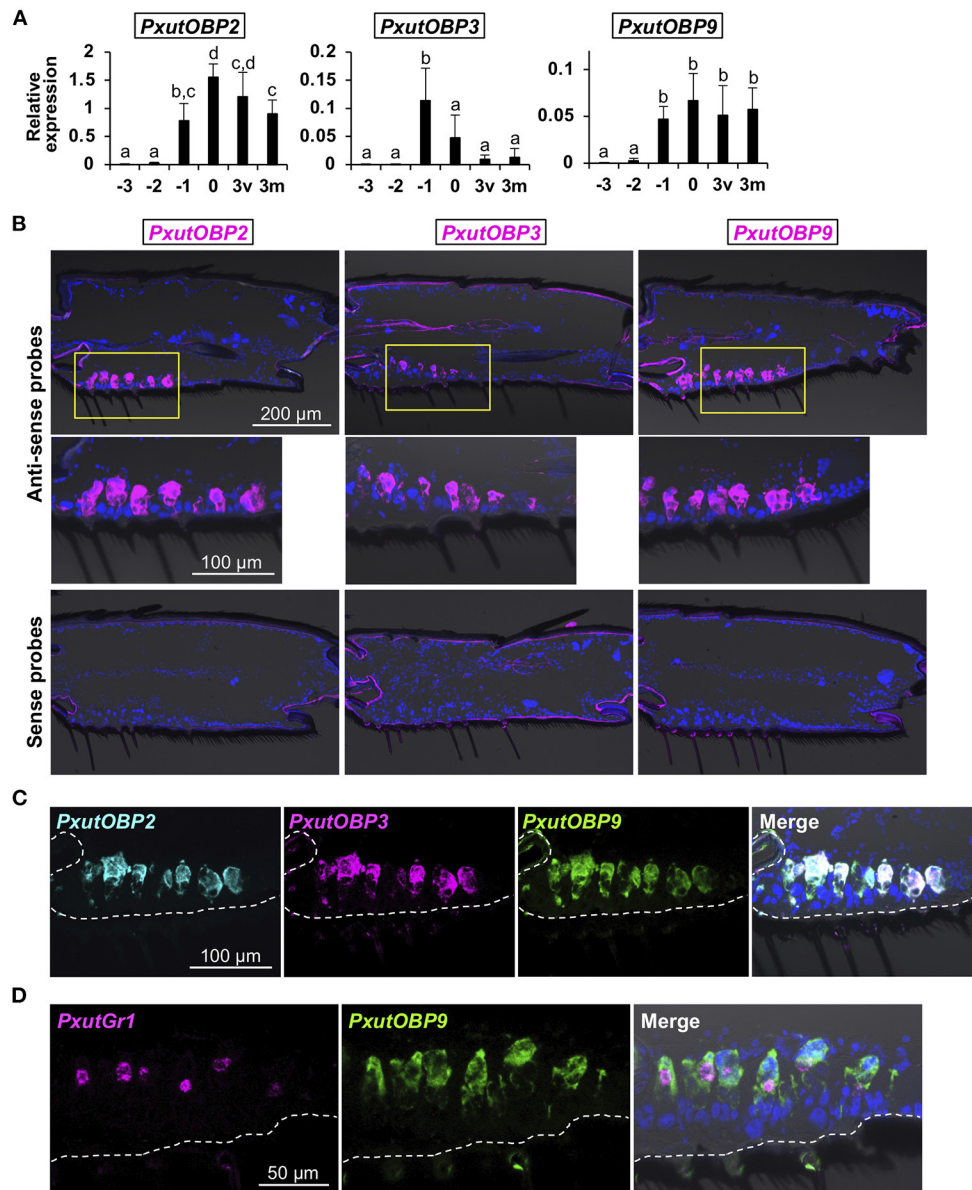 A
PxutOBP2 PxutOBP3 PxutOBP9
Relative expression
2
1.5
1
0.5
0
a a b,c d c,d c
-3 -2 -1 0 3v 3m
0.2
0.15
0.1
0.05
0
a a b a a a
-3 -2 -1 0 3v 3m
0.1
0.05
0
a a b b b b
-3 -2 -1 0 3v 3m
B
PxutOBP2 PxutOBP3 PxutOBP9
Anti-sense probes
200 µm
100 µm
Sense probes
C
PxutOBP2 PxutOBP3 PxutOBP9 Merge
100 µm
D
PxutGr1 PxutOBP9 Merge
50 µm